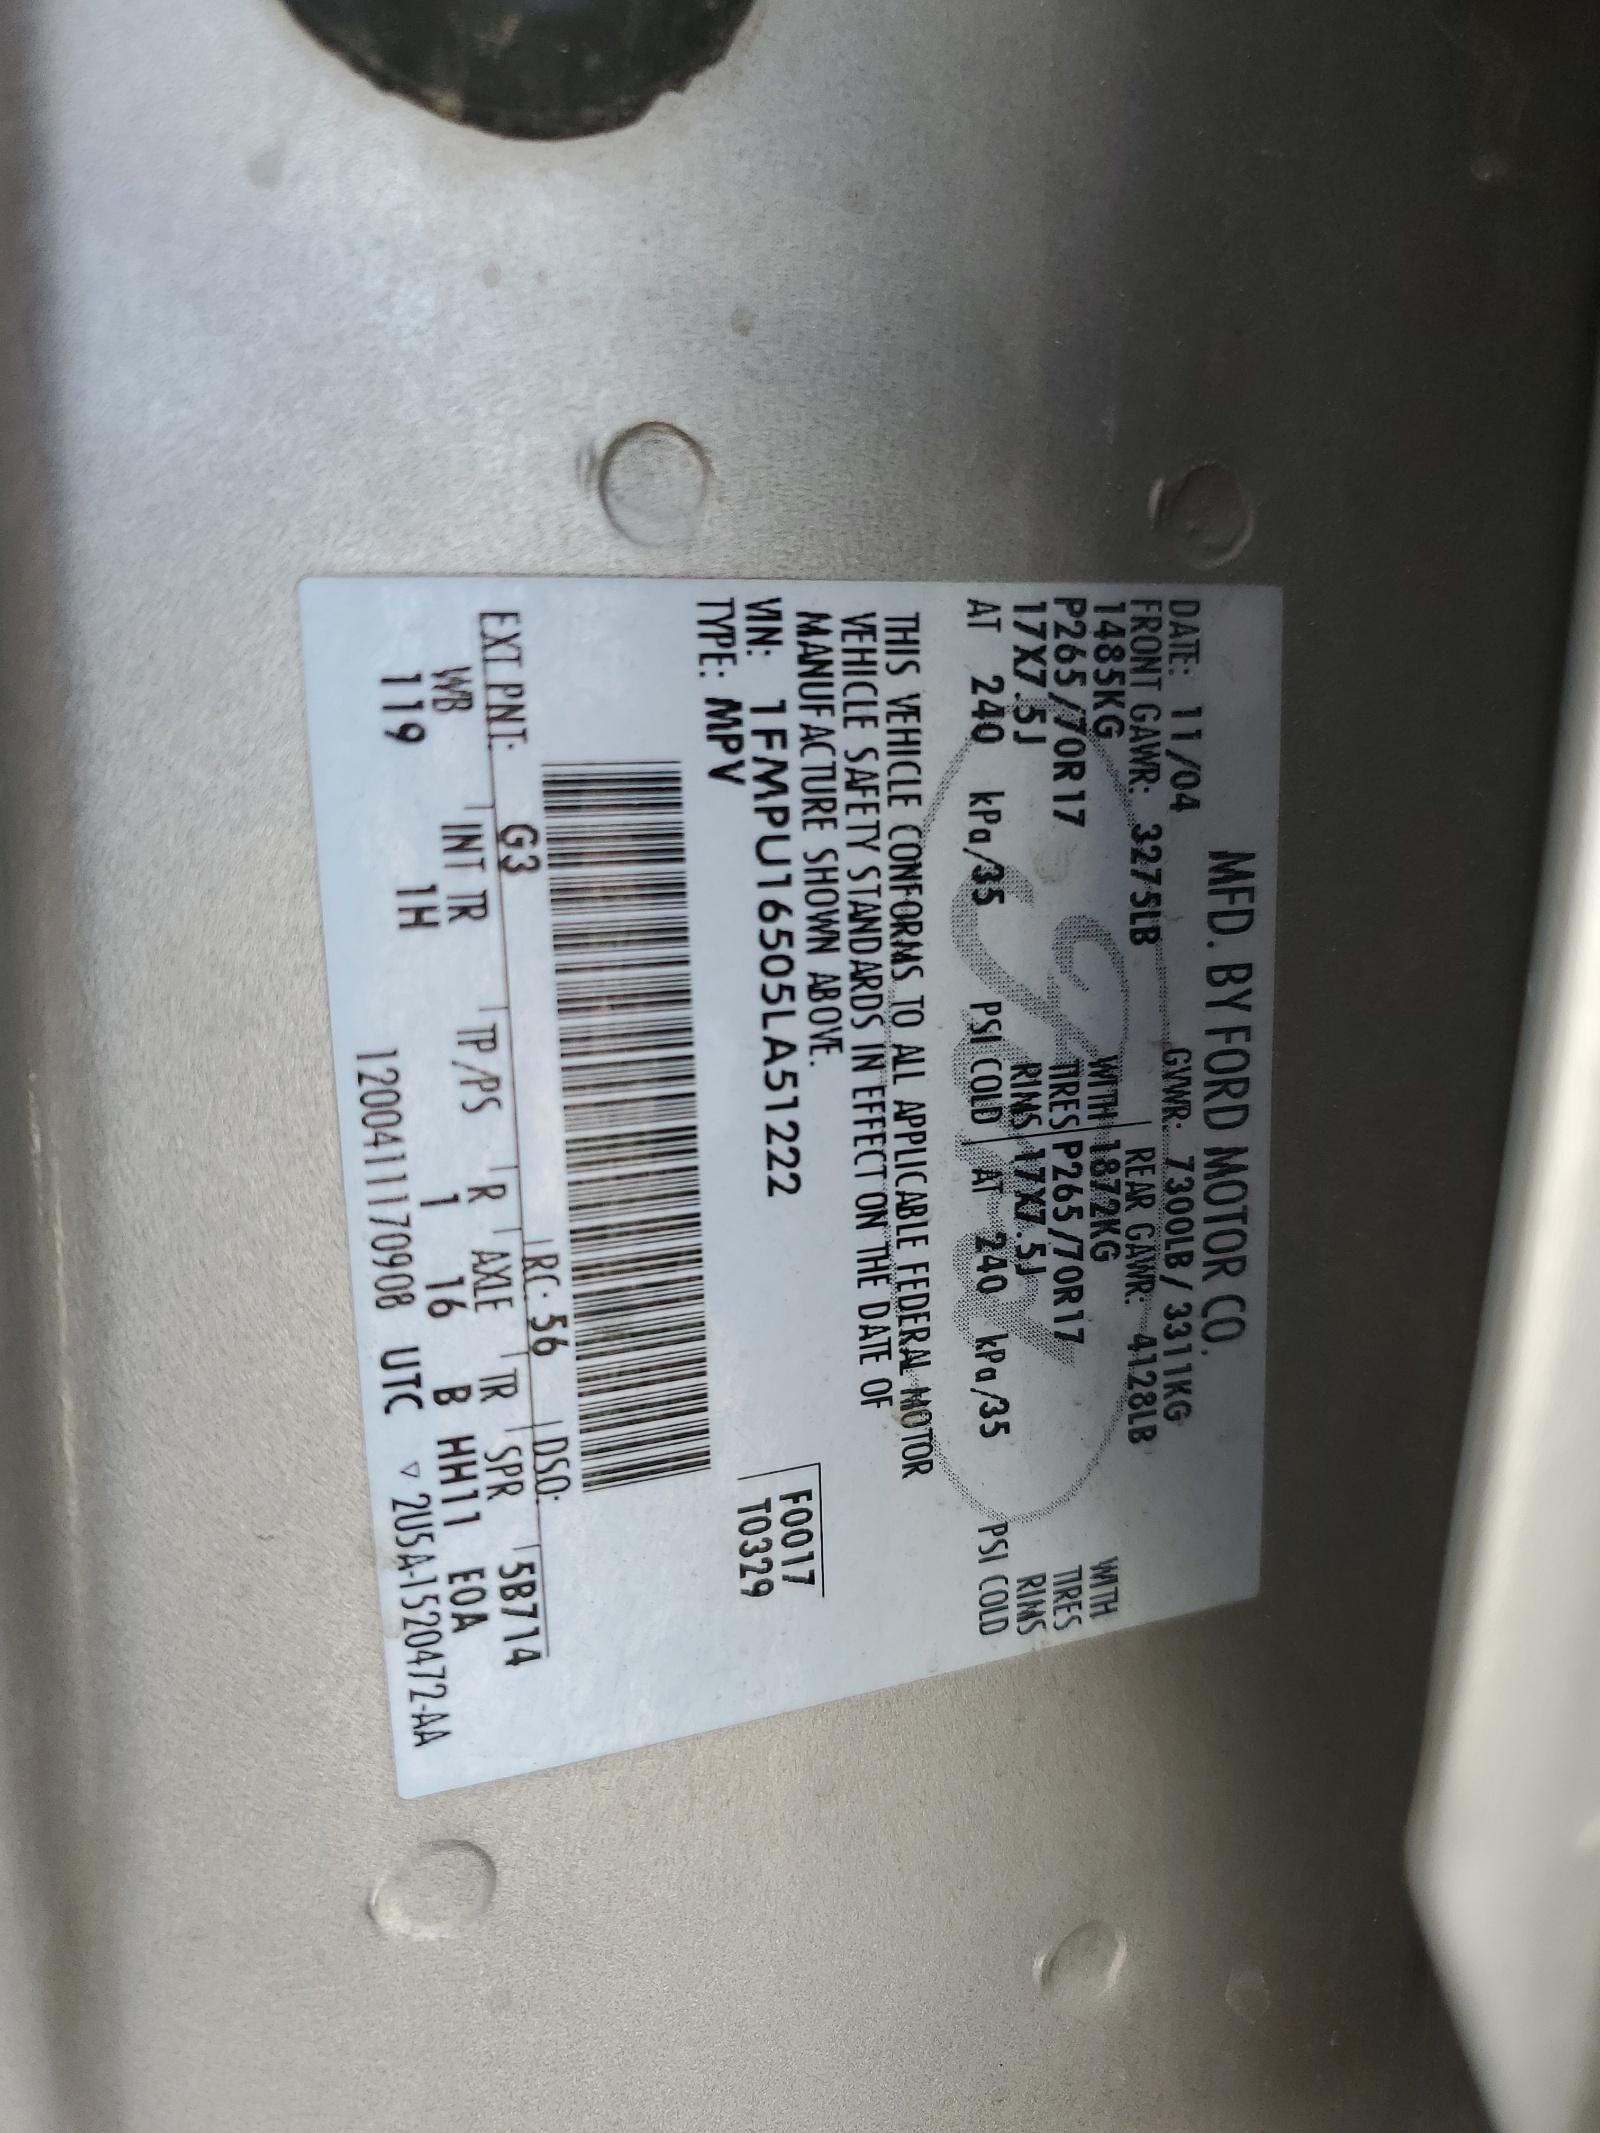 MFD. BY FORD MOTOR CO.
DATE: 11/04 GVWR: 7300LB / 3311KG
FRONT GAWR: 3275LB REAR GAWR: 4128LB
1485KG WITH 1872KG WITH
P265/70R17 TIRES P265/70R17 TIRES
17X7.5J RIMS 17X7.5J RIMS
AT 240 kPa/35 PSI COLD AT 240 kPa/35 PSI COLD
THIS VEHICLE CONFORMS TO ALL APPLICABLE FEDERAL MOTOR
VEHICLE SAFETY STANDARDS IN EFFECT ON THE DATE OF
MANUFACTURE SHOWN ABOVE.
VIN: 1FMPU16505LA51222 F0017
TYPE: MPV T0329
EXT PNT: G3 RC: 56 DSO: 5B714
WB INT TR TP/PS R AXLE TR SPR
119 1H 1 16 B HH11 E0A
1200411170908 UTC ▽ 2U5A-1520472-AA
Ford